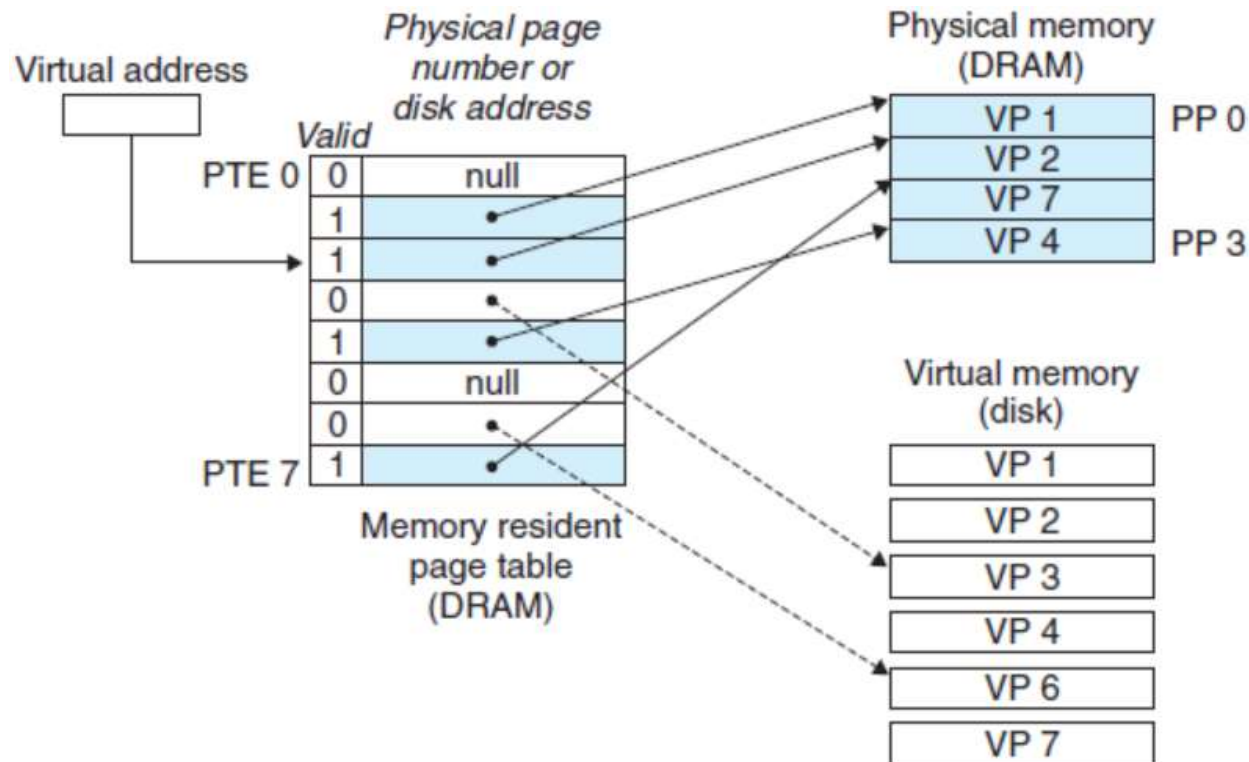 Virtual address
Physical page
number or
disk address
Valid
PTE 0
0
null
1
1
0
1
0
null
0
PTE 7
1
Memory resident
page table
(DRAM)
Physical memory
(DRAM)
VP 1
PP 0
VP 2
VP 7
VP 4
PP 3
Virtual memory
(disk)
VP 1
VP 2
VP 3
VP 4
VP 6
VP 7